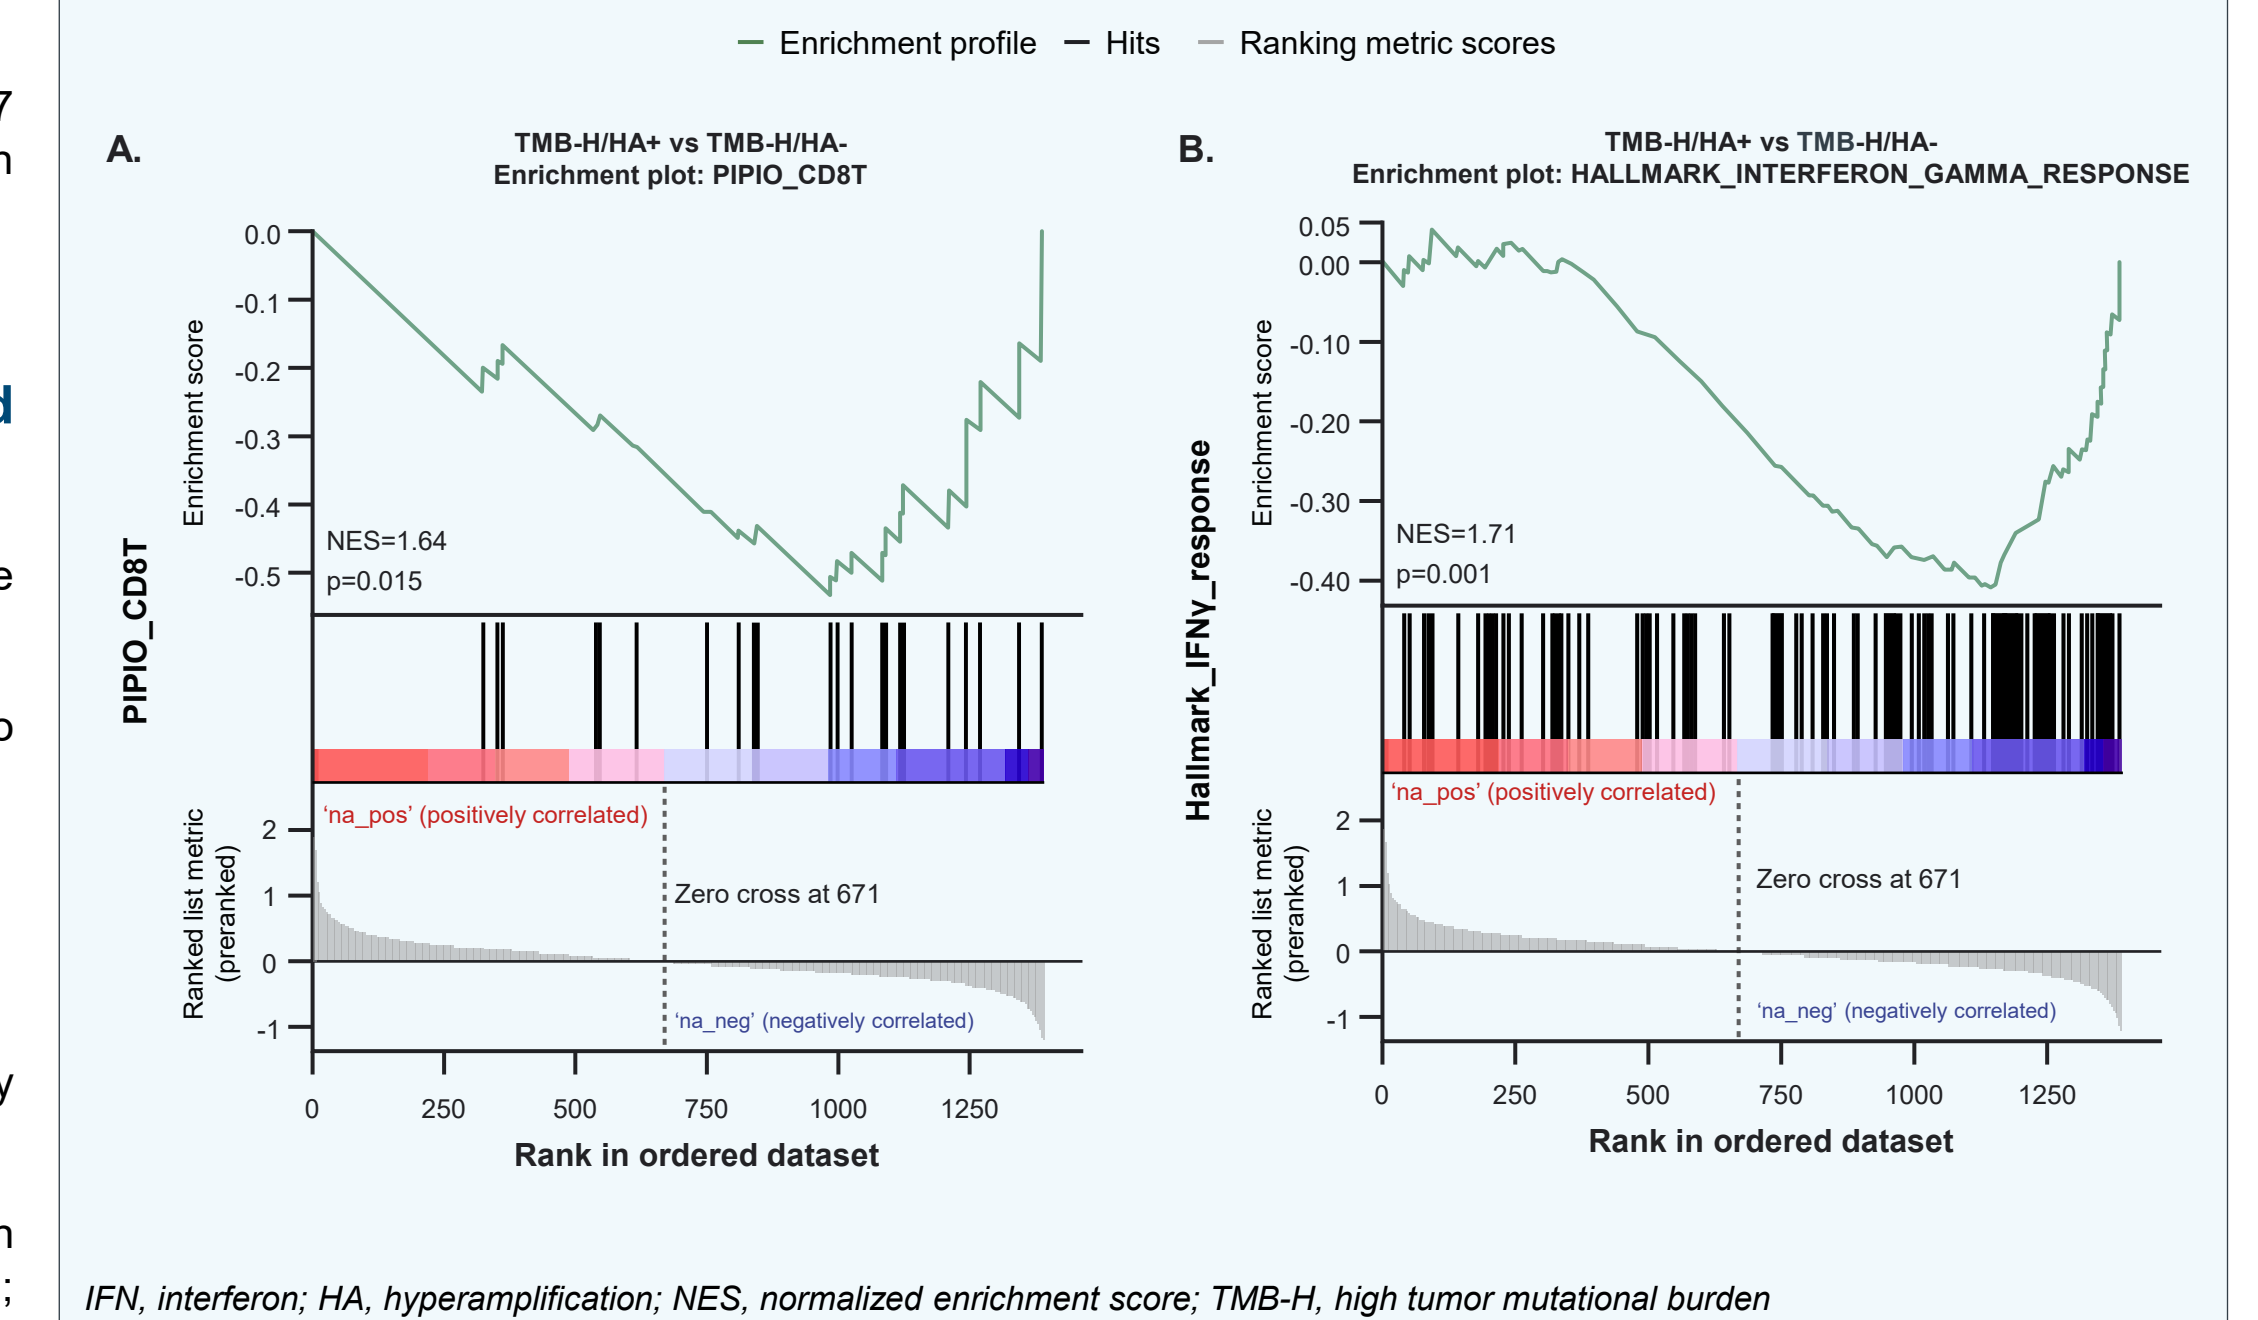 Enrichment profile Hits Ranking metric scores
A.
TMB-H/HA+ vs TMB-H/HA-
Enrichment plot: PIPIO_CD8T
PIPIO_CD8T
Enrichment score
0.0
-0.1
-0.2
-0.3
-0.4
-0.5
NES=1.64
p=0.015
'na_pos' (positively correlated)
Ranked list metric
(preranked)
2
1
0
-1
Zero cross at 671
'na_neg' (negatively correlated)
0 250 500 750 1000 1250
Rank in ordered dataset
B.
TMB-H/HA+ vs TMB-H/HA-
Enrichment plot: HALLMARK_INTERFERON_GAMMA_RESPONSE
Hallmark_IFNγ_response
Enrichment score
0.05
0.00
-0.10
-0.20
-0.30
-0.40
NES=1.71
p=0.001
'na_pos' (positively correlated)
Ranked list metric
(preranked)
2
1
0
-1
Zero cross at 671
'na_neg' (negatively correlated)
0 250 500 750 1000 1250
Rank in ordered dataset
IFN, interferon; HA, hyperamplification; NES, normalized enrichment score; TMB-H, high tumor mutational burden